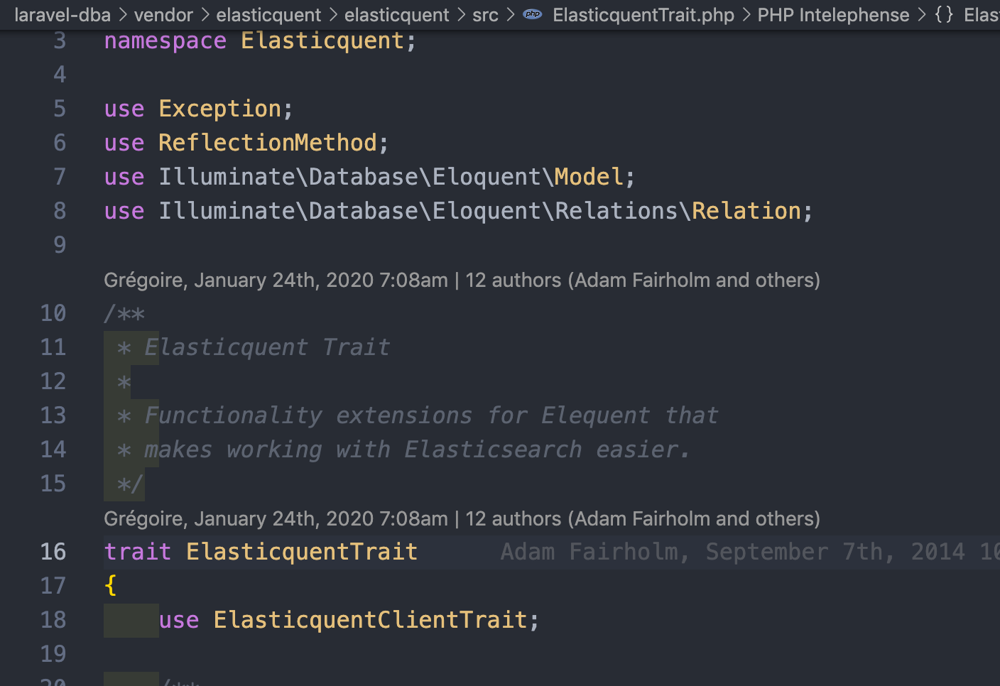 laravel-dba > vendor > elasticquent > elasticquent > src > php ElasticquentTrait.php > PHP Intelephense > {} Elas
3 namespace Elasticquent;
4
5 use Exception;
6 use ReflectionMethod;
7 use Illuminate\Database\Eloquent\Model;
8 use Illuminate\Database\Eloquent\Relations\Relation;
9
Grégoire, January 24th, 2020 7:08am | 12 authors (Adam Fairholm and others)
10 /**
11  * Elasticquent Trait
12  *
13  * Functionality extensions for Elequent that
14  * makes working with Elasticsearch easier.
15  */
Grégoire, January 24th, 2020 7:08am | 12 authors (Adam Fairholm and others)
16 trait ElasticquentTrait Adam Fairholm, September 7th, 2014 10
17 {
18     use ElasticquentClientTrait;
19
20     /**